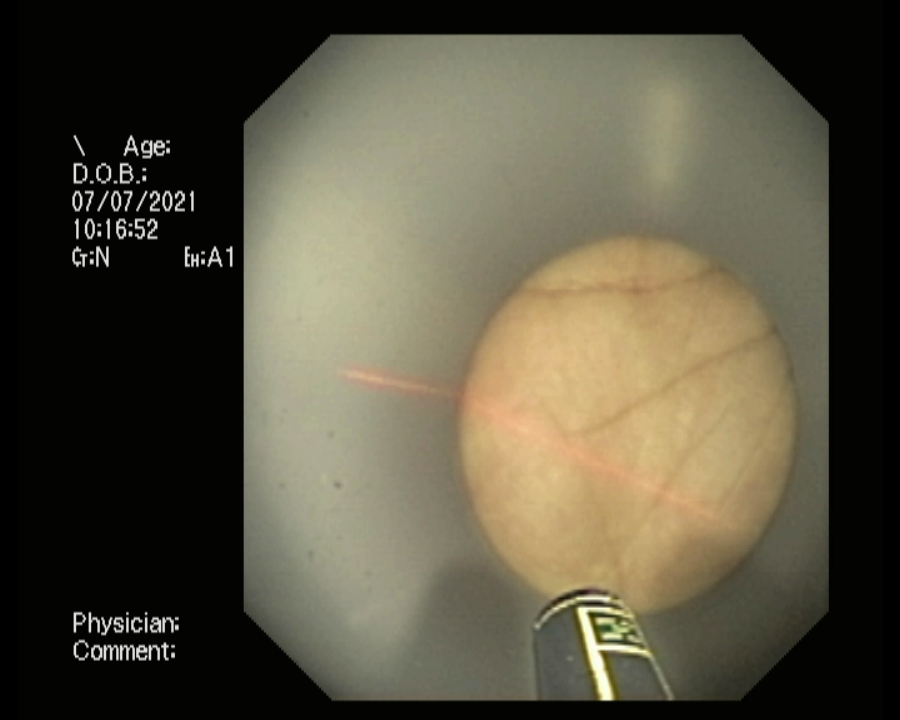 \ Age:
D.O.B.:
07/07/2021
10:16:52
Cr:N Eh:A1
Physician:
Comment: